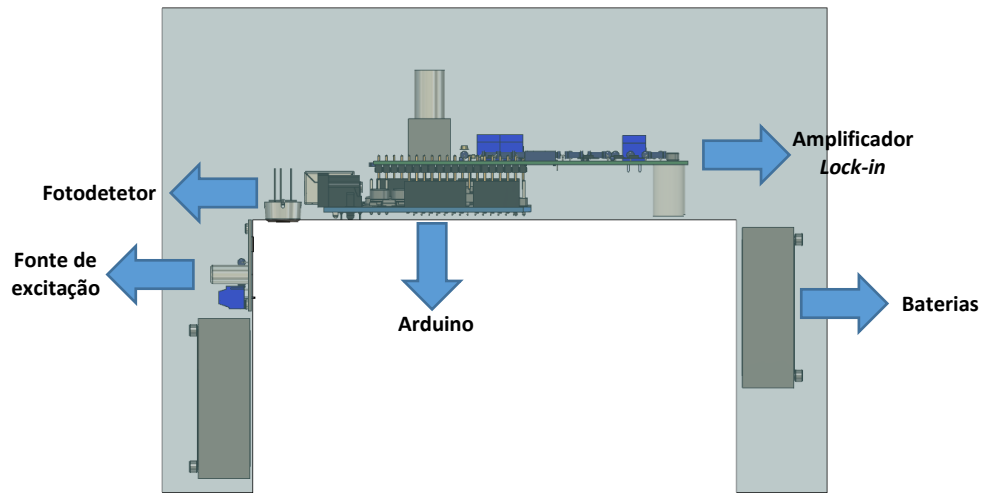 Amplificador
Lock-in
Fotodetetor
Fonte de
excitação
Baterias
Arduino